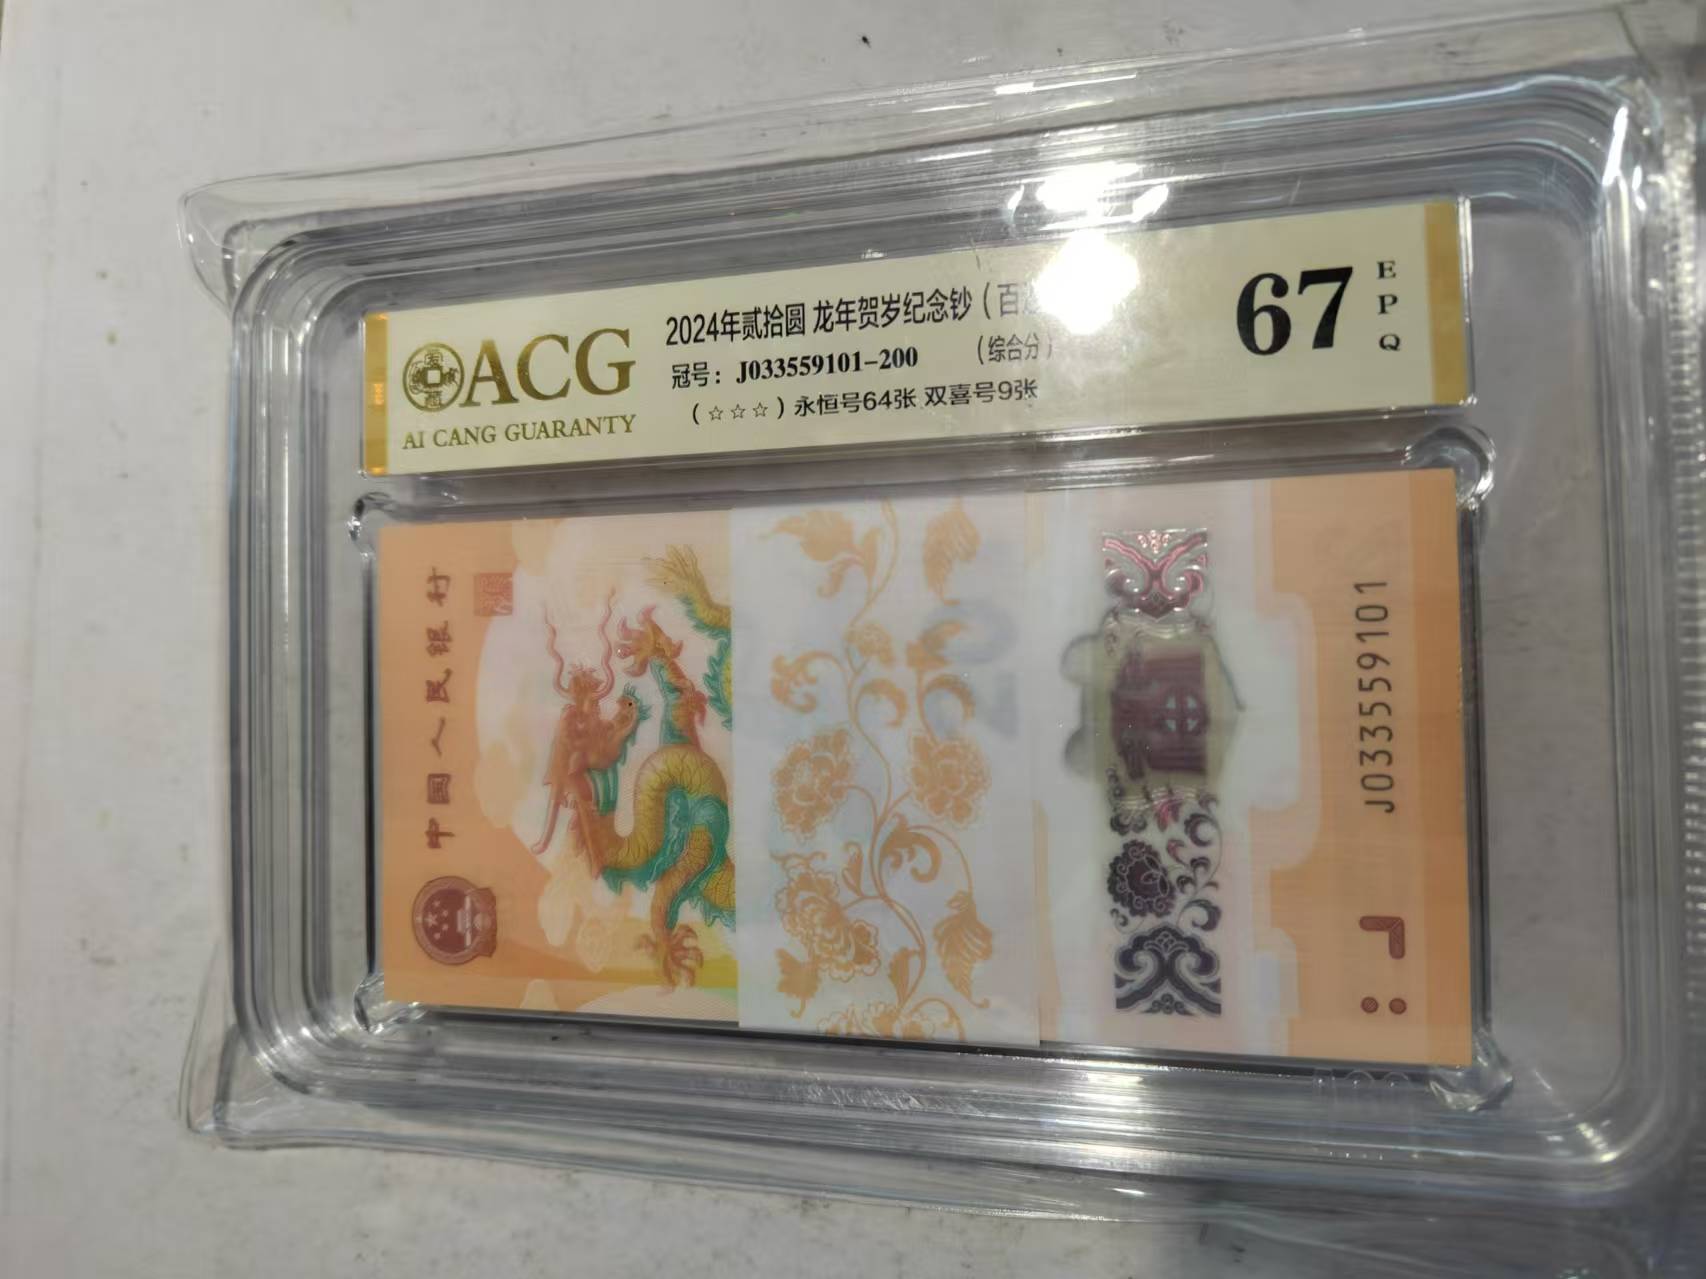 ACG
AI CANG GUARANTY
2024年贰拾圆 龙年贺岁纪念钞（百
冠号：J033559101-200
（综合分）
（☆☆☆）永恒号64张 双喜号9张
67
EPQ
中国人民银行
J033559101